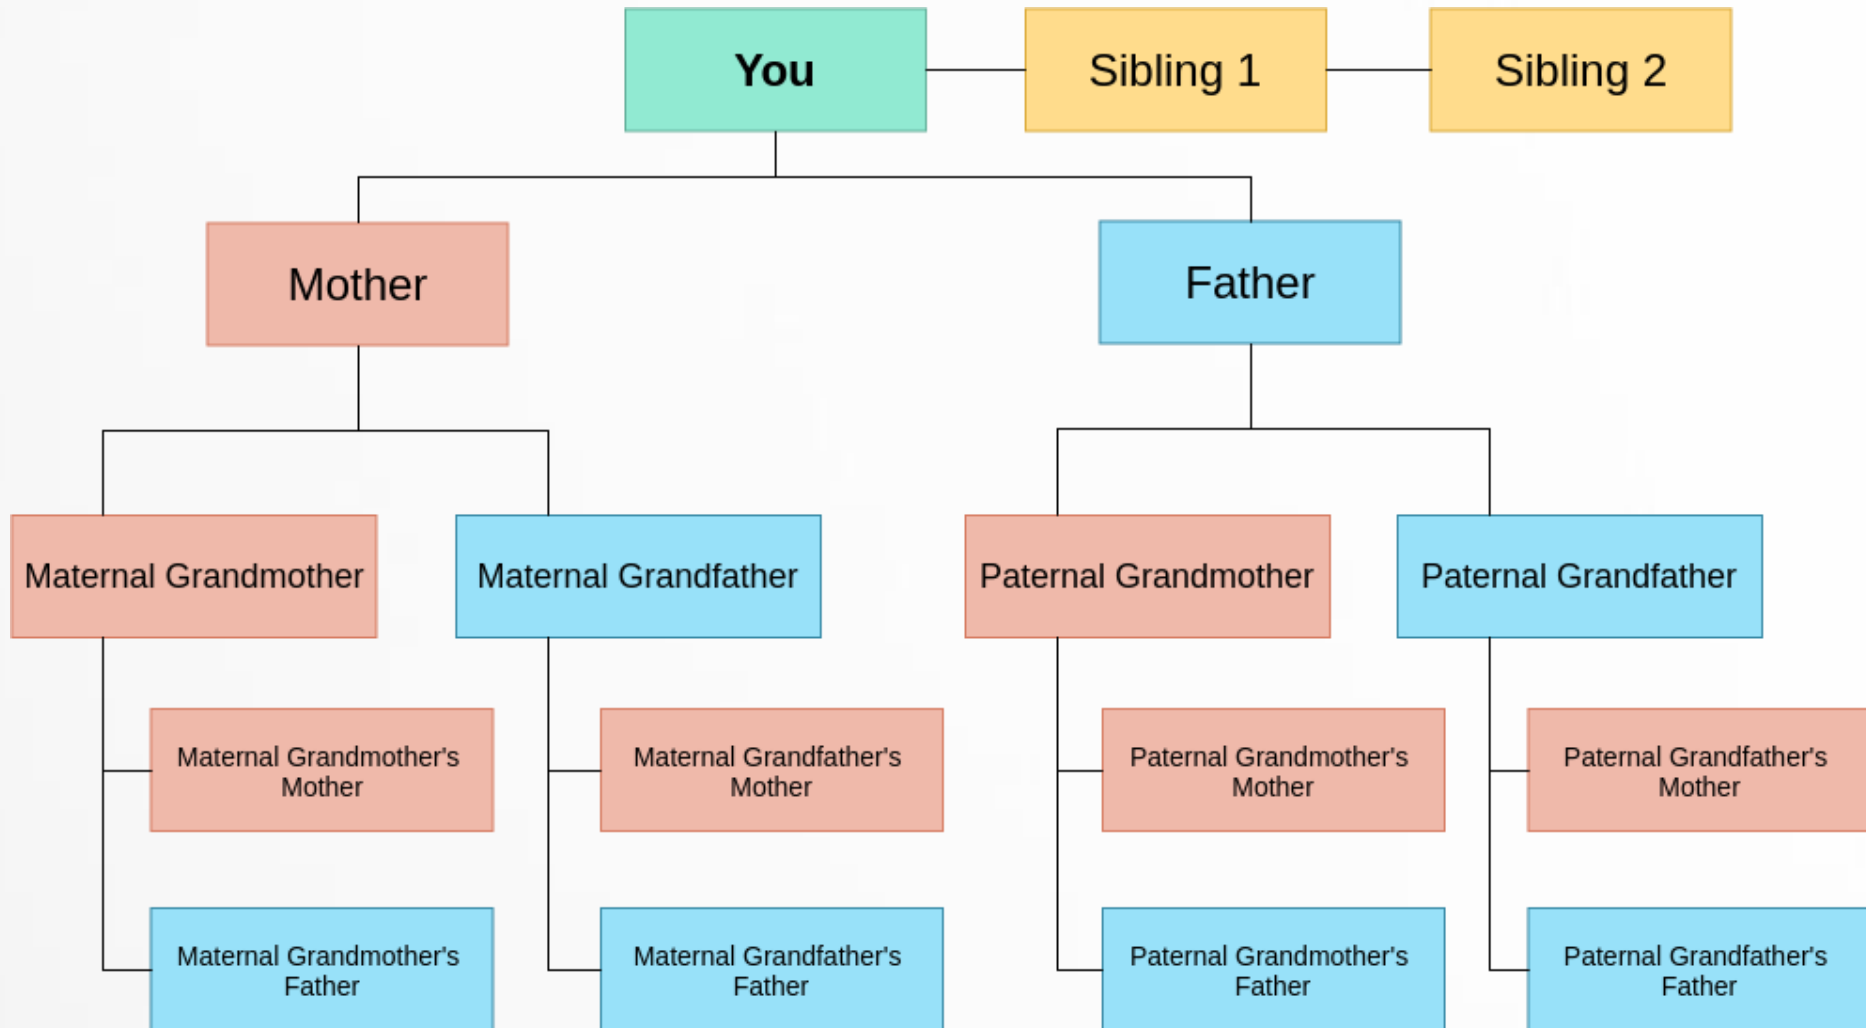 You
Sibling 1
Sibling 2
Mother
Father
Maternal Grandmother
Maternal Grandfather
Paternal Grandmother
Paternal Grandfather
Maternal Grandmother's
Mother
Maternal Grandfather's
Mother
Paternal Grandmother's
Mother
Paternal Grandfather's
Mother
Maternal Grandmother's
Father
Maternal Grandfather's
Father
Paternal Grandmother's
Father
Paternal Grandfather's
Father